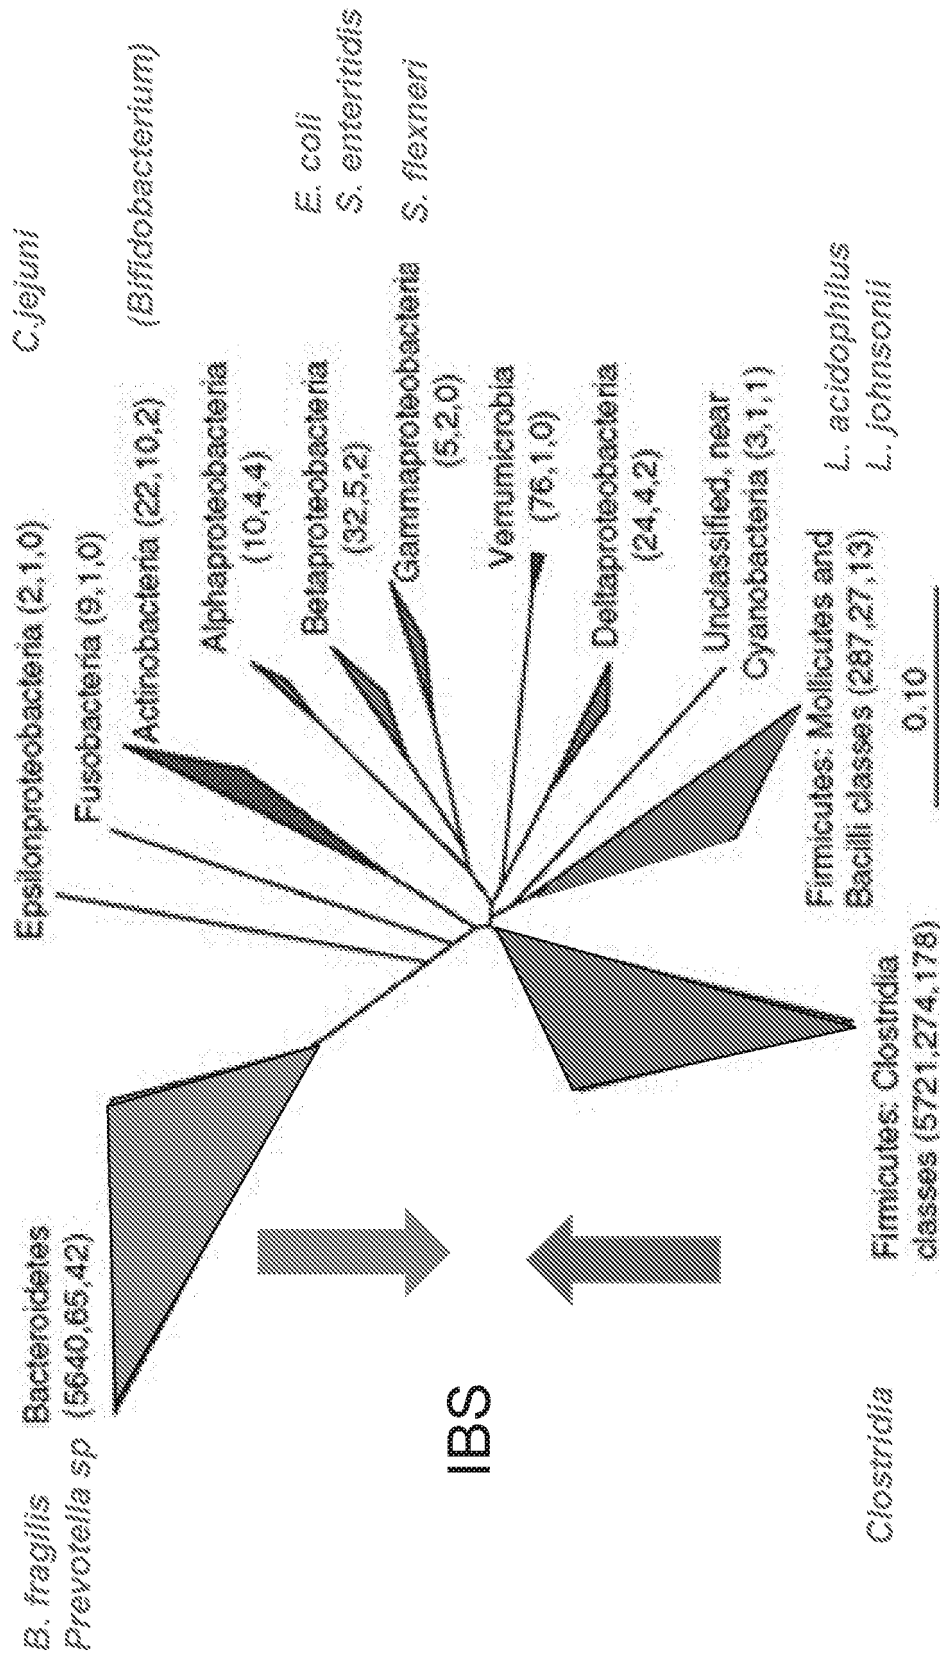 B. fragilis
Prevotella sp
Bacteroidetes
(5640,65,42)
Epsilonproteobacteria (2,1,0)
C.jejuni
Fusobacteria (9,1,0)
Actinobacteria (22,10,2)
(Bifidobacterium)
Alphaproteobacteria
(10,4,4)
Betaproteobacteria
(32,5,2)
E. coli
S. enteritidis
Gammaproteobacteria
(5,2,0)
S. flexneri
IBS
Verrumicrobia
(76,1,0)
Deltaproteobacteria
(24,4,2)
Unclassified, near
Cyanobacteria (3,1,1)
Firmicutes: Mollicutes and
Bacilli classes (287,27,13)
L. acidophilus
L. johnsonii
Clostridia
Firmicutes: Clostridia
classes (5721,274,178)
0.10